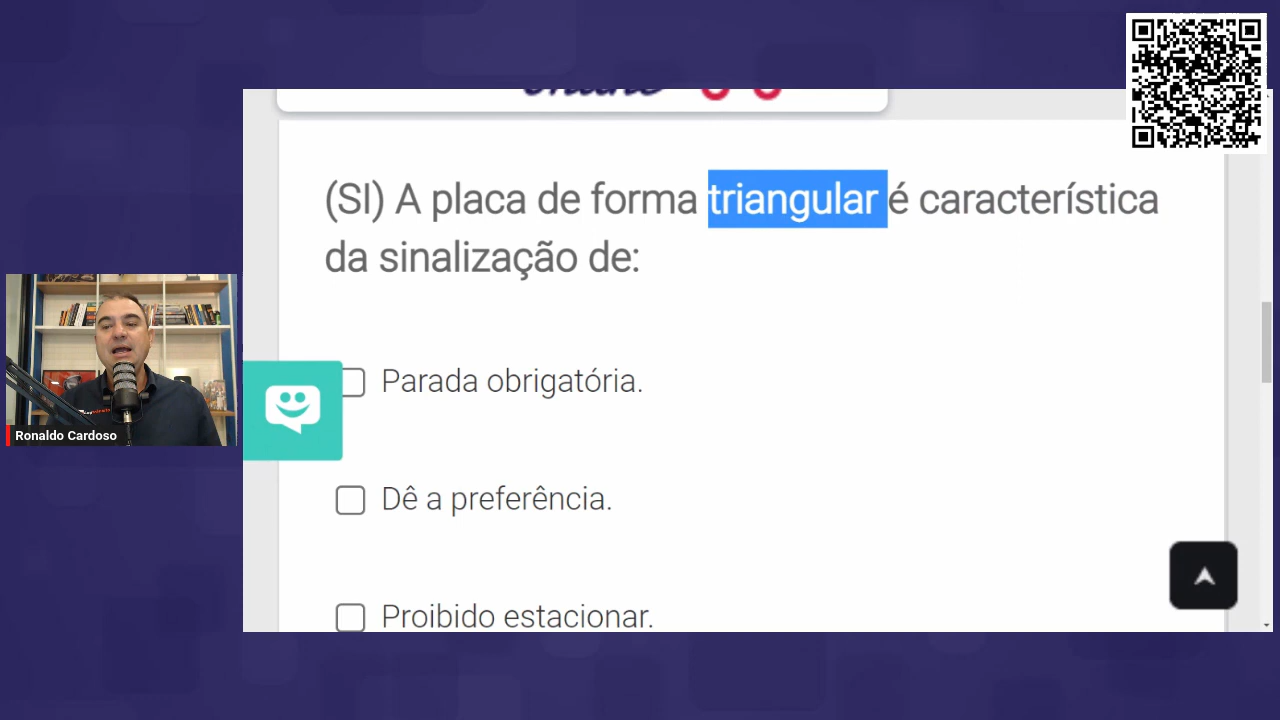 (SI) A placa de forma triangular é característica
da sinalização de:
Parada obrigatória.
Dê a preferência.
Proibido estacionar.
Ronaldo Cardoso